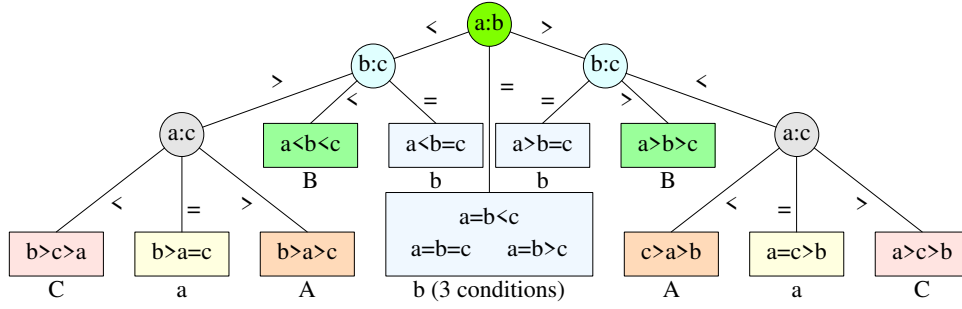 a:b
< >
b:c b:c
> < = = = > <
a:c a<b<c a<b=c a>b=c a>b>c a:c
B b b B
< = > a=b<c < = >
b>c>a b>a=c b>a>c a=b=c a=b>c c>a>b a=c>b a>c>b
C a A b (3 conditions) A a C